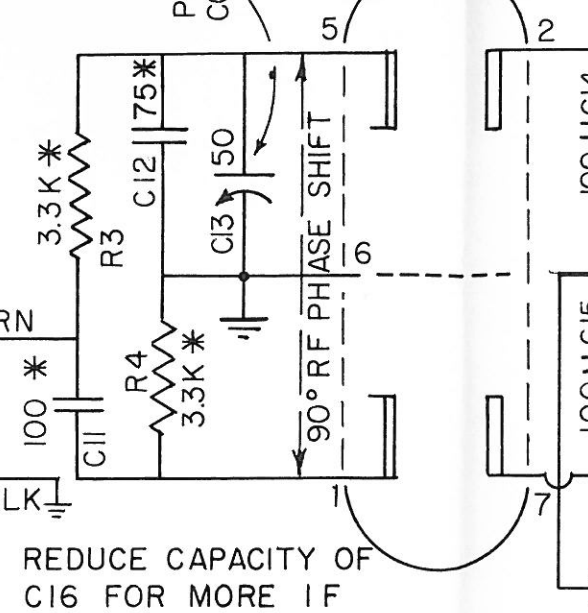 5
2
75*
3.3K*
R3
C12
50
C13
90° RF PHASE SHIFT
6
RN
R4
3.3K*
*
100
C11
1
7
LK
REDUCE CAPACITY OF
C16 FOR MORE IF